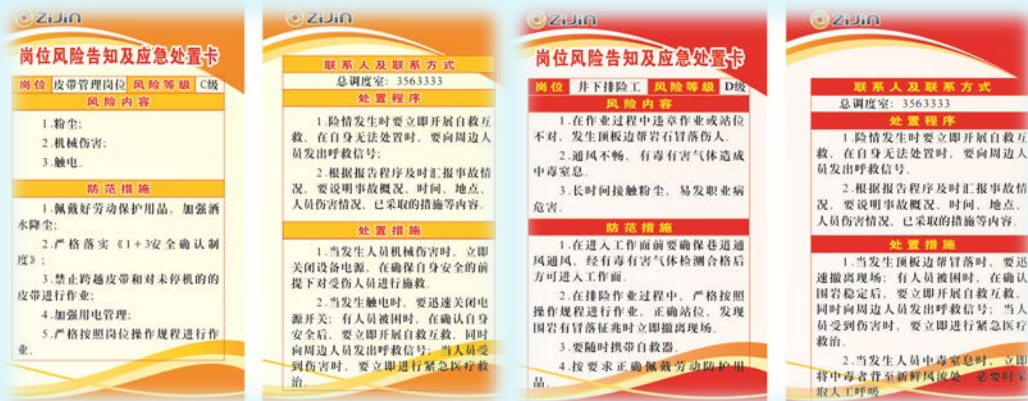 ZiJin
岗位风险告知及应急处置卡
岗位 皮带管理岗位 风险等级 C级
风险内容
1.粉尘;
2.机械伤害;
3.触电.
防范措施
1.佩戴好劳动保护用品, 加强洒
水降尘;
2.严格落实《1+3安全确认制
度》;
3.禁止跨越皮带和对未停机的的
皮带进行作业;
4.加强用电管理;
5.严格按照岗位操作规程进行作
业.
ZiJin
联系人及联系方式
总调度室: 3563333
处置程序
1.险情发生时要立即开展自救互
救, 在自身无法处置时, 要向周边人
员发出呼救信号;
2.根据报告程序及时汇报事故情
况, 要说明事故概况、时间、地点、
人员伤害情况, 已采取的措施等内容.
处置措施
1.当发生人员机械伤害时, 立即
关闭设备电源, 在确保自身安全的前
提下对受伤人员进行施救.
2.当发生触电时, 要迅速关闭电
源开关; 有人员被困时, 在确认自身
安全后, 要立即开展自救互救, 同时
向周边人员发出呼救信号; 当人员受
到伤害时, 要立即进行紧急医疗救
治.
ZiJin
岗位风险告知及应急处置卡
岗位 井下排险工 风险等级 D级
风险内容
1.在作业过程中违章作业或站位
不对, 发生顶板边帮岩石冒落伤人.
2.通风不畅, 有毒有害气体造成
中毒窒息.
3.长时间接触粉尘, 易发职业病
危害.
防范措施
1.在进入工作面前要确保巷道通
风通风, 经有毒有害气体检测合格后
方可进入工作面.
2.在排险作业过程中, 严格按照
操作规程进行作业, 正确站位, 发现
围岩有冒落征兆时立即撤离现场.
3.要随时携带自救器.
4.按要求正确佩戴劳动防护用
品.
ZiJin
联系人及联系方式
总调度室: 3563333
处置程序
1.险情发生时要立即开展自救互
救, 在自身无法处置时, 要向周边人
员发出呼救信号.
2.根据报告程序及时汇报事故情
况, 要说明事故概况、时间、地点、
人员伤害情况, 已采取的措施等内容.
处置措施
1.当发生顶板边帮冒落时, 要迅
速撤离现场; 有人员被困时, 在确认
围岩稳定后, 要立即开展自救互救,
同时向周边人员发出呼救信号; 当人
员受到伤害时, 要立即进行紧急医疗
救治.
2.当发生人员中毒窒息时, 立即
将中毒者背至新鲜风流处, 必要时采
取人工呼吸